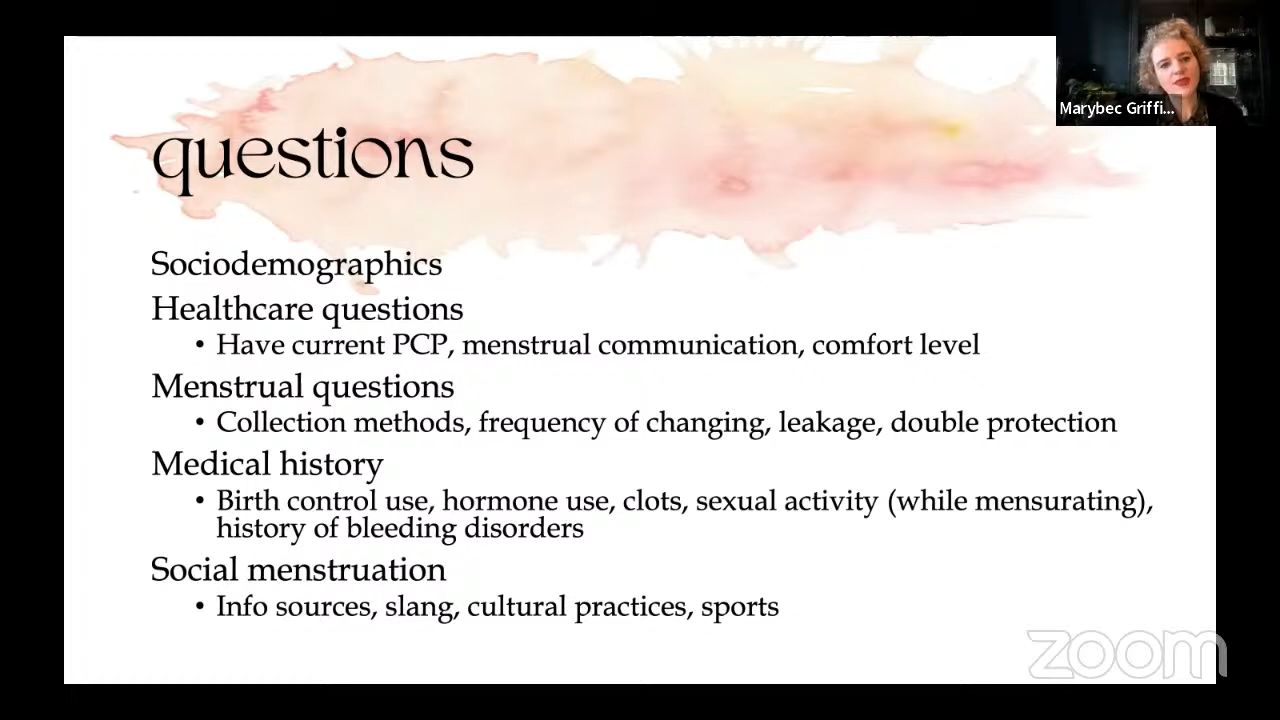 Marybec Griffi...
questions
Sociodemographics
Healthcare questions
• Have current PCP, menstrual communication, comfort level
Menstrual questions
• Collection methods, frequency of changing, leakage, double protection
Medical history
• Birth control use, hormone use, clots, sexual activity (while mensurating),
history of bleeding disorders
Social menstruation
• Info sources, slang, cultural practices, sports
zoom